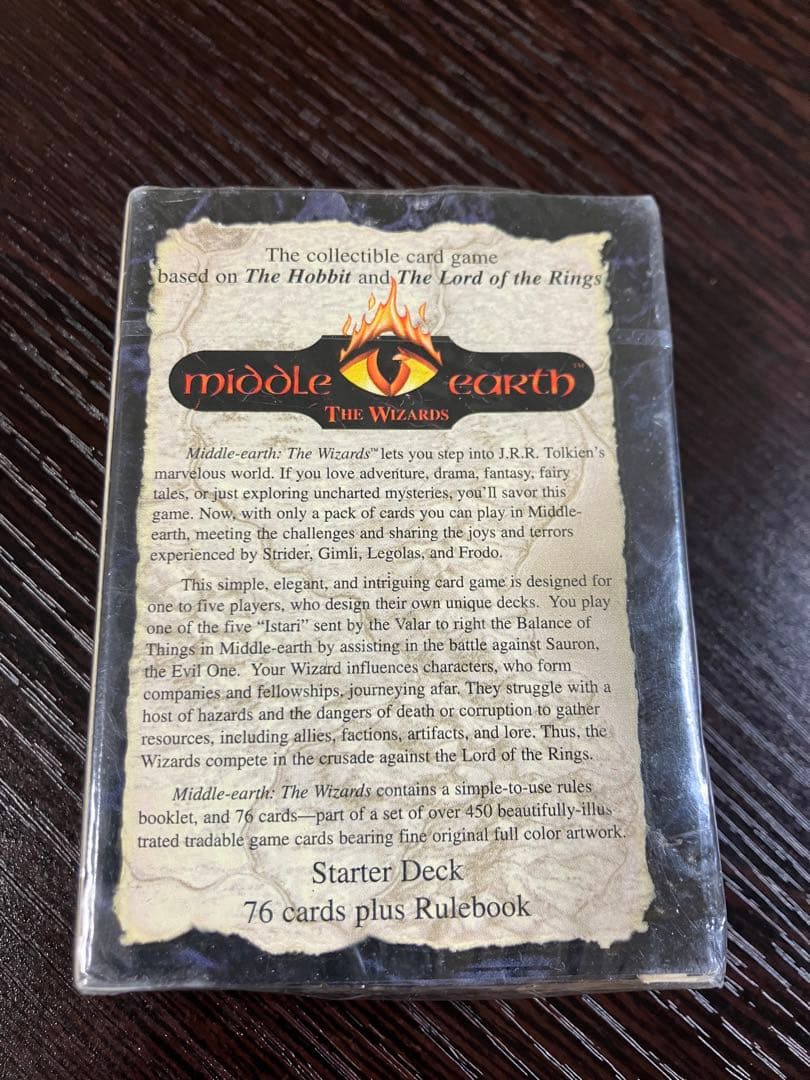 The collectible card game
based on The Hobbit and The Lord of the Rings
middle earth™
The Wizards
Middle-earth: The Wizards™ lets you step into J.R.R. Tolkien's
marvelous world. If you love adventure, drama, fantasy, fairy
tales, or just exploring uncharted mysteries, you'll savor this
game. Now, with only a pack of cards you can play in Middle-
earth, meeting the challenges and sharing the joys and terrors
experienced by Strider, Gimli, Legolas, and Frodo.
This simple, elegant, and intriguing card game is designed for
one to five players, who design their own unique decks. You play
one of the five "Istari" sent by the Valar to right the Balance of
Things in Middle-earth by assisting in the battle against Sauron,
the Evil One. Your Wizard influences characters, who form
companies and fellowships, journeying afar. They struggle with a
host of hazards and the dangers of death or corruption to gather
resources, including allies, factions, artifacts, and lore. Thus, the
Wizards compete in the crusade against the Lord of the Rings.
Middle-earth: The Wizards contains a simple-to-use rules
booklet, and 76 cards—part of a set of over 450 beautifully-illus
trated tradable game cards bearing fine original full color artwork.
Starter Deck
76 cards plus Rulebook